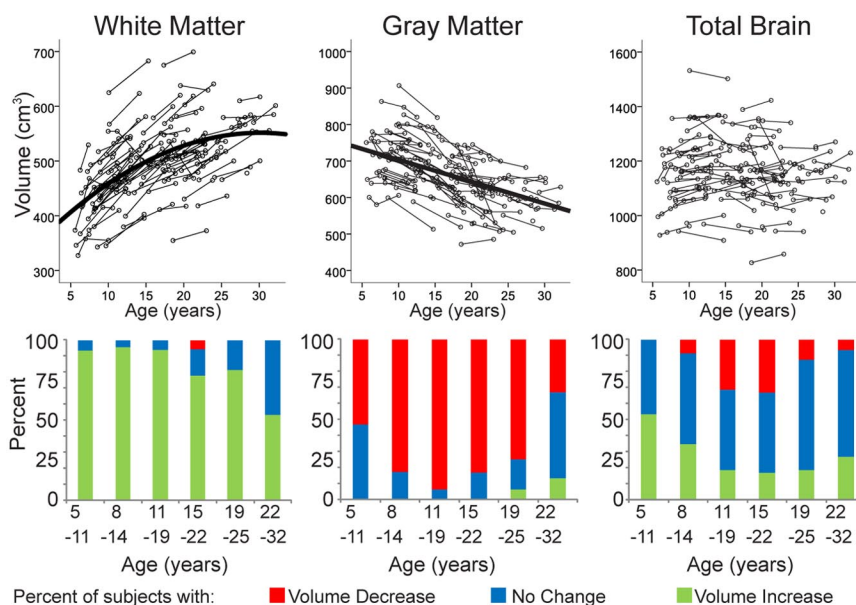 White Matter Gray Matter Total Brain
Volume (cm3)
700
600
500
400
300
5 10 15 20 25 30
Age (years)
1000
900
800
700
600
500
400
5 10 15 20 25 30
Age (years)
1600
1400
1200
1000
800
5 10 15 20 25 30
Age (years)
Percent
100
75
50
25
0
5 8 11 15 19 22
-11 -14 -19 -22 -25 -32
Age (years)
100
75
50
25
0
5 8 11 15 19 22
-11 -14 -19 -22 -25 -32
Age (years)
100
75
50
25
0
5 8 11 15 19 22
-11 -14 -19 -22 -25 -32
Age (years)
Percent of subjects with: Volume Decrease No Change Volume Increase